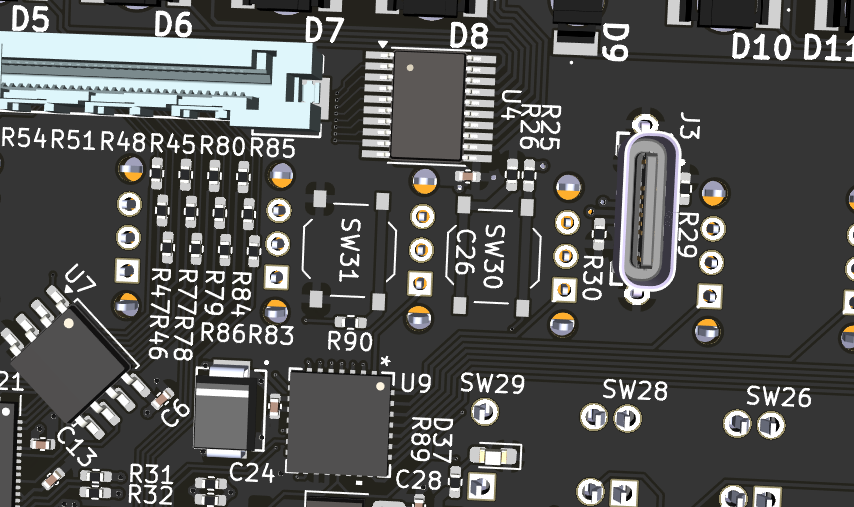 D5
D6
D7
D8
D9
D10
D11
R54
R51
R48
R45
R80
R85
U4
R26
R25
J3
SW31
C26
SW30
R29
R30
U7
R47
R46
R77
R78
R79
R84
R86
R83
R90
*
U9
SW29
SW28
SW26
21
C6
C13
C24
R89
D37
C28
R31
R32